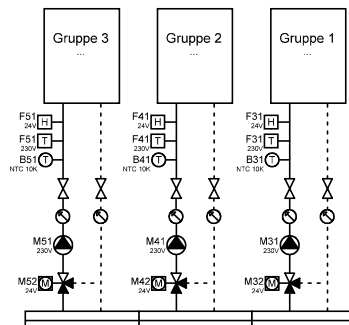 Gruppe 3
...
Gruppe 2
...
Gruppe 1
...
F51
24V
H
F41
24V
H
F31
24V
H
F51
230V
T
F41
230V
T
F31
230V
T
B51
NTC 10K
T
B41
NTC 10K
T
B31
NTC 10K
T
M51
230V
M41
230V
M31
230V
M52
24V
M
M42
24V
M
M32
24V
M